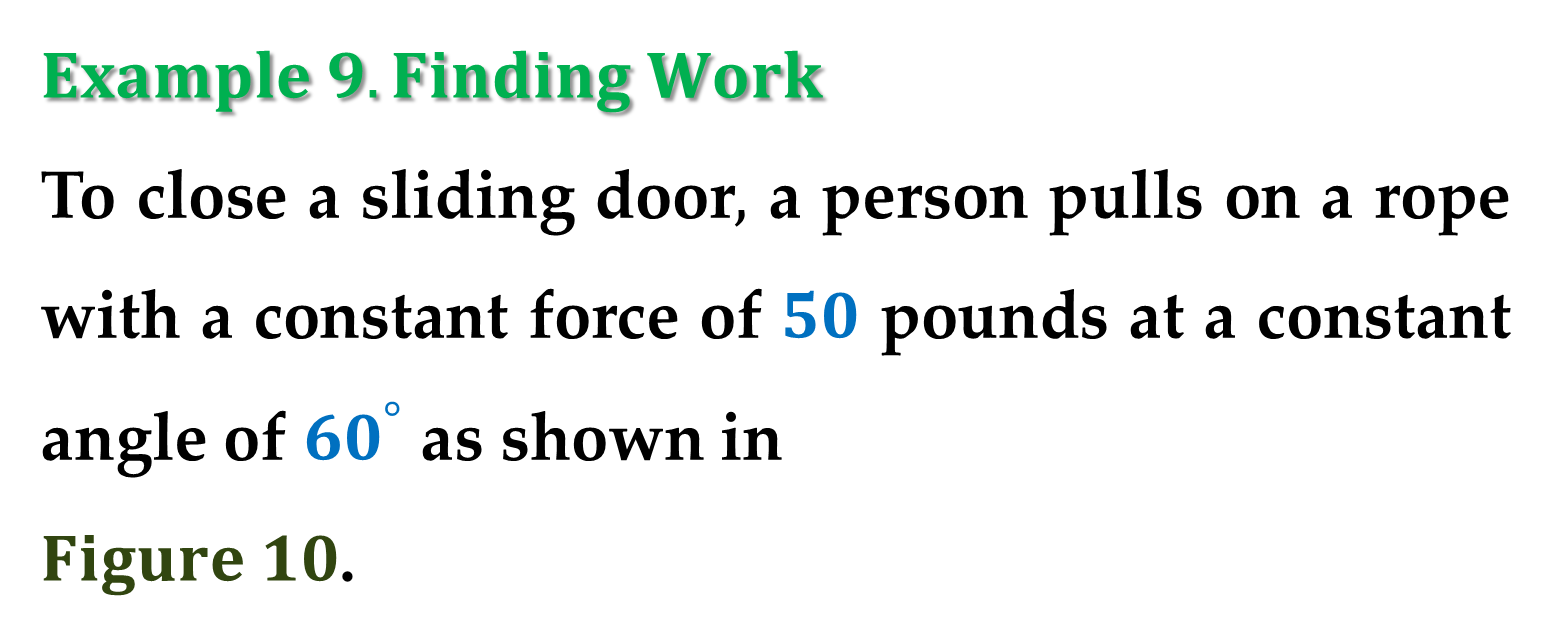 Example 9. Finding Work
To close a sliding door, a person pulls on a rope
with a constant force of 50 pounds at a constant
angle of 60° as shown in
Figure 10.